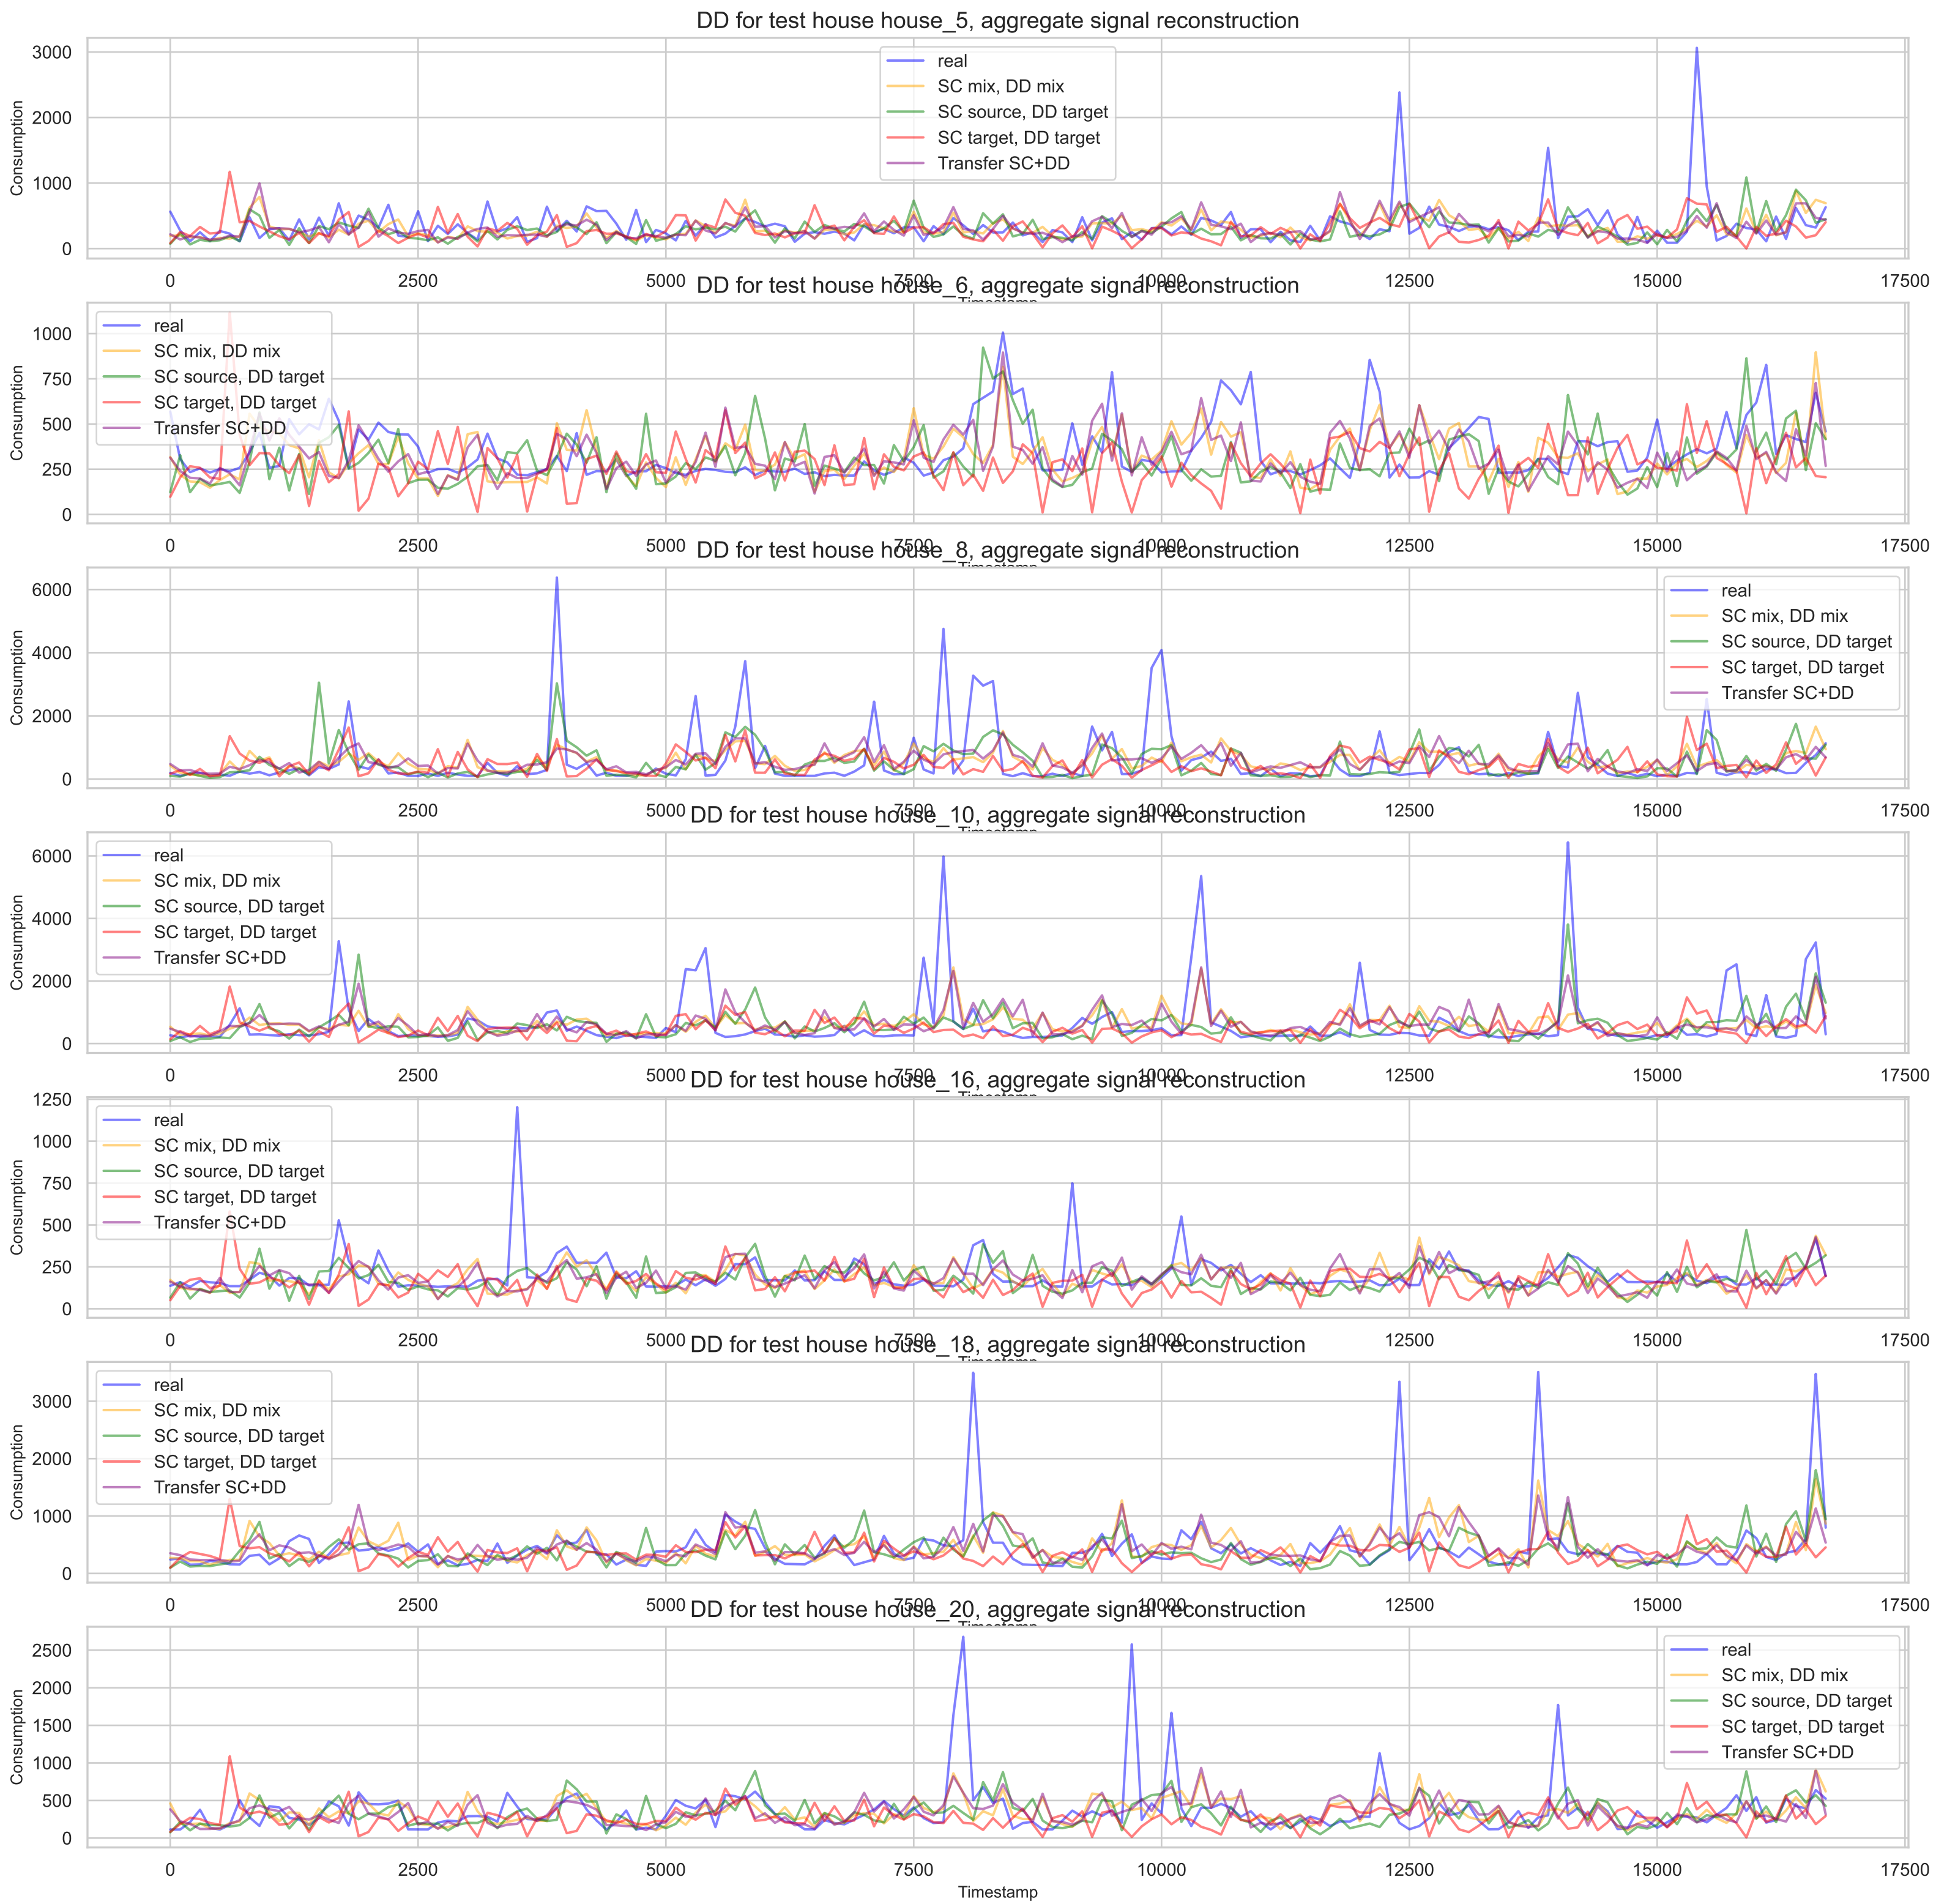 DD for test house house_5, aggregate signal reconstruction
3000
2000
1000
0
Consumption
real
SC mix, DD mix
SC source, DD target
SC target, DD target
Transfer SC+DD
0 2500 5000 7500 10000 12500 15000 17500
Timestamp
DD for test house house_6, aggregate signal reconstruction
1000
750
500
250
0
Consumption
real
SC mix, DD mix
SC source, DD target
SC target, DD target
Transfer SC+DD
0 2500 5000 7500 10000 12500 15000 17500
Timestamp
DD for test house house_8, aggregate signal reconstruction
6000
4000
2000
0
Consumption
real
SC mix, DD mix
SC source, DD target
SC target, DD target
Transfer SC+DD
0 2500 5000 7500 10000 12500 15000 17500
Timestamp
DD for test house house_10, aggregate signal reconstruction
6000
4000
2000
0
Consumption
real
SC mix, DD mix
SC source, DD target
SC target, DD target
Transfer SC+DD
0 2500 5000 7500 10000 12500 15000 17500
Timestamp
DD for test house house_16, aggregate signal reconstruction
1250
1000
750
500
250
0
Consumption
real
SC mix, DD mix
SC source, DD target
SC target, DD target
Transfer SC+DD
0 2500 5000 7500 10000 12500 15000 17500
Timestamp
DD for test house house_18, aggregate signal reconstruction
3000
2000
1000
0
Consumption
real
SC mix, DD mix
SC source, DD target
SC target, DD target
Transfer SC+DD
0 2500 5000 7500 10000 12500 15000 17500
Timestamp
DD for test house house_20, aggregate signal reconstruction
2500
2000
1500
1000
500
0
Consumption
real
SC mix, DD mix
SC source, DD target
SC target, DD target
Transfer SC+DD
0 2500 5000 7500 10000 12500 15000 17500
Timestamp